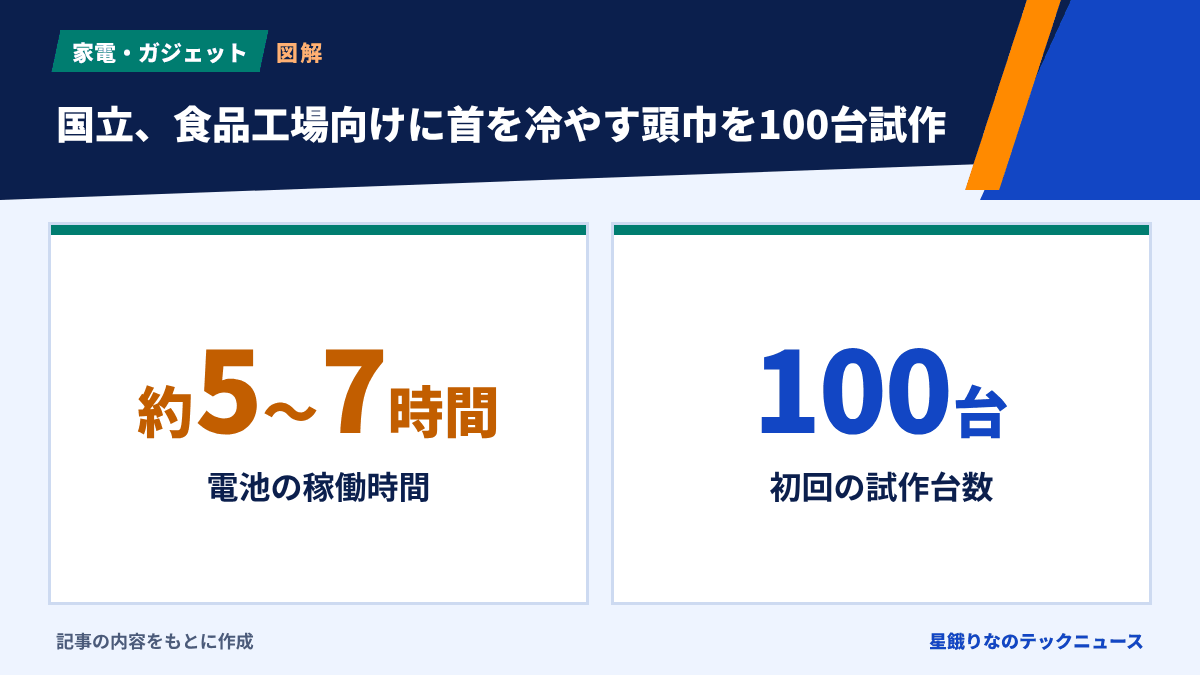 家電・ガジェット 図解
国立、食品工場向けに首を冷やす頭巾を100台試作
約5〜7時間
電池の稼働時間
100台
初回の試作台数
記事の内容をもとに作成
星餓りなのテックニュース